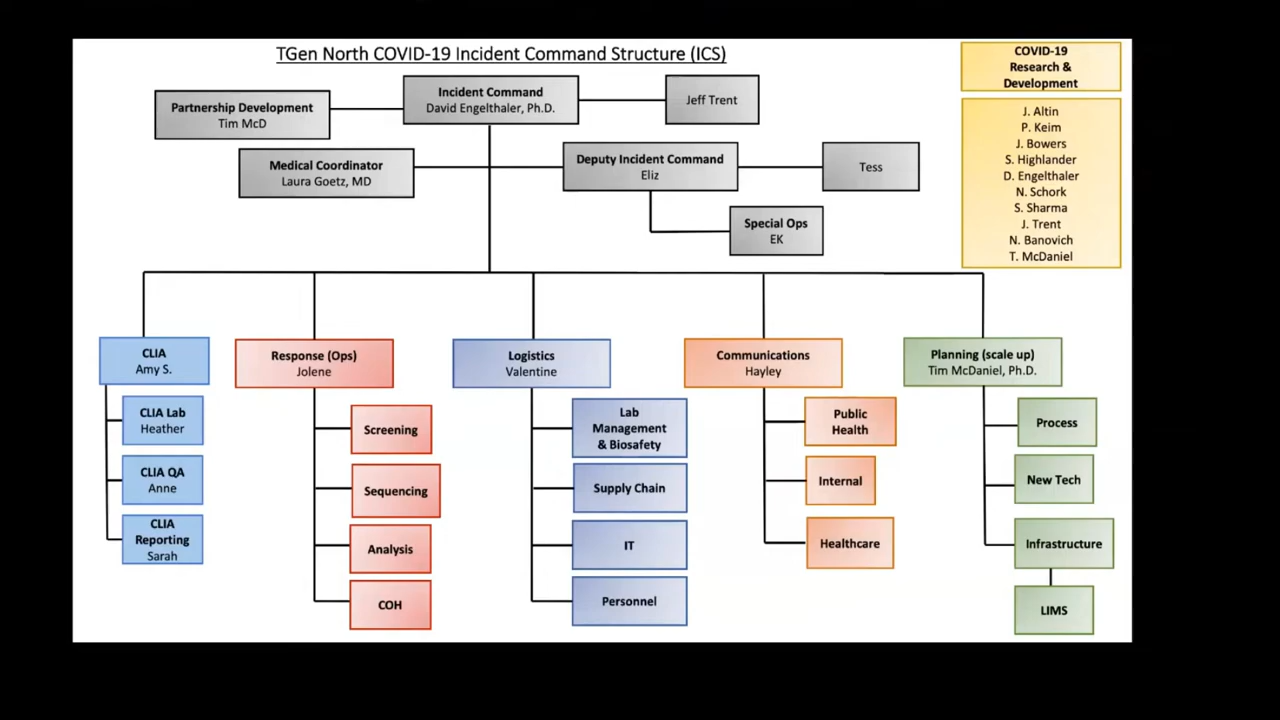 TGen North COVID-19 Incident Command Structure (ICS)
COVID-19
Research &
Development
J. Altin
P. Keim
J. Bowers
S. Highlander
D. Engelthaler
N. Schork
S. Sharma
J. Trent
N. Banovich
T. McDaniel
Partnership Development
Tim McD
Incident Command
David Engelthaler, Ph.D.
Jeff Trent
Medical Coordinator
Laura Goetz, MD
Deputy Incident Command
Eliz
Tess
Special Ops
EK
CLIA
Amy S.
CLIA Lab
Heather
CLIA QA
Anne
CLIA
Reporting
Sarah
Response (Ops)
Jolene
Screening
Sequencing
Analysis
COH
Logistics
Valentine
Lab
Management
& Biosafety
Supply Chain
IT
Personnel
Communications
Hayley
Public
Health
Internal
Healthcare
Planning (scale up)
Tim McDaniel, Ph.D.
Process
New Tech
Infrastructure
LIMS